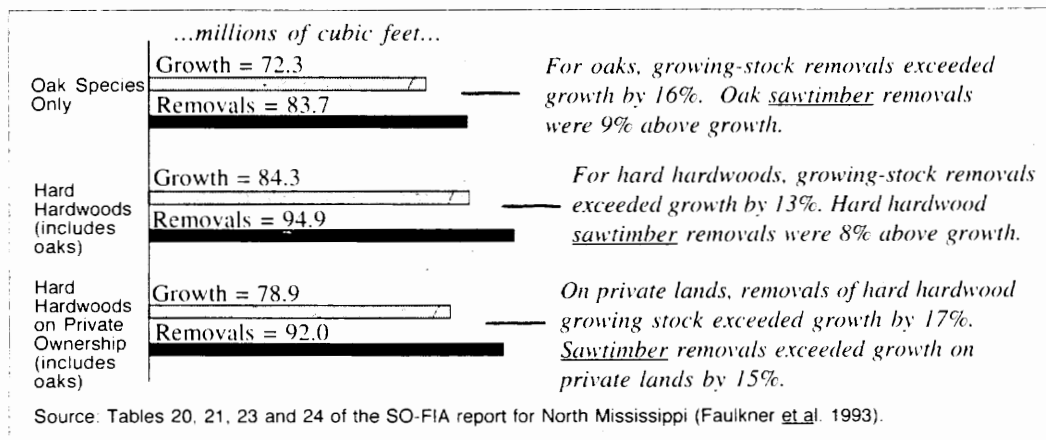 ...millions of cubic feet...
Oak Species
Only
Growth = 72.3
Removals = 83.7
For oaks, growing-stock removals exceeded
growth by 16%. Oak sawtimber removals
were 9% above growth.
Hard
Hardwoods
(includes
oaks)
Growth = 84.3
Removals = 94.9
For hard hardwoods, growing-stock removals
exceeded growth by 13%. Hard hardwood
sawtimber removals were 8% above growth.
Hard
Hardwoods
on Private
Ownership
(includes
oaks)
Growth = 78.9
Removals = 92.0
On private lands, removals of hard hardwood
growing stock exceeded growth by 17%.
Sawtimber removals exceeded growth on
private lands by 15%.
Source: Tables 20, 21, 23 and 24 of the SO-FIA report for North Mississippi (Faulkner et al. 1993).